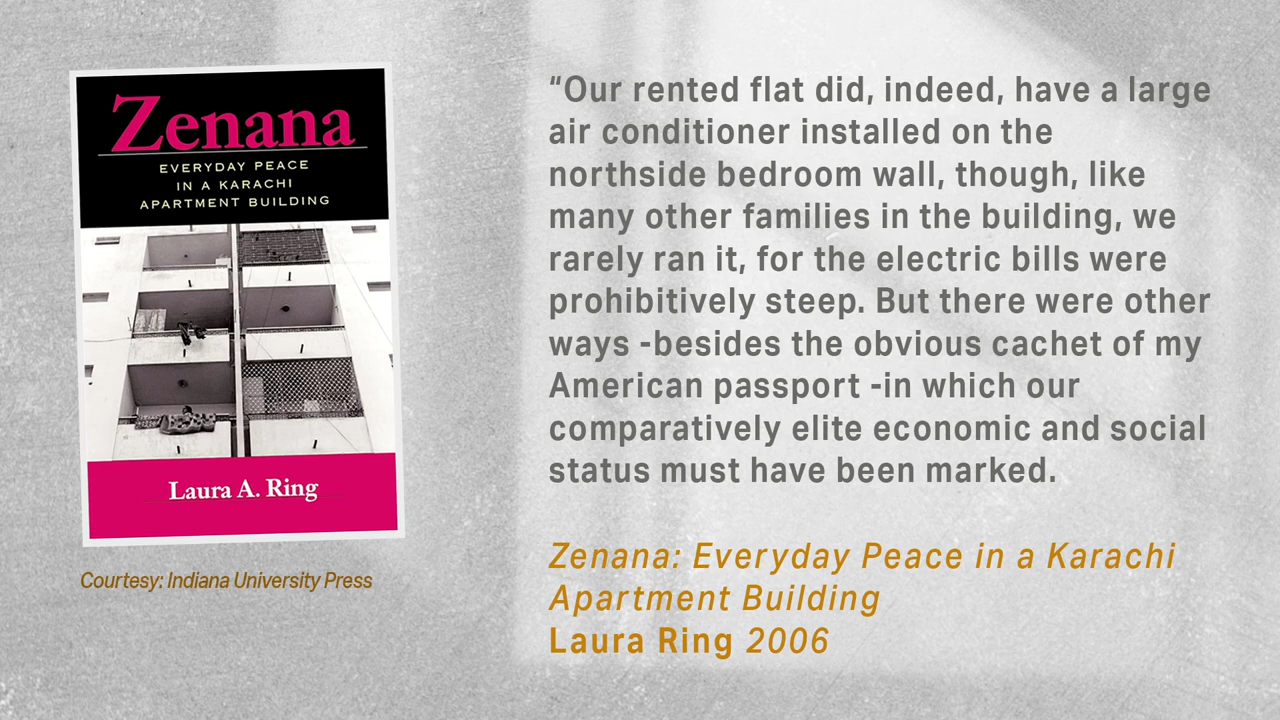 Zenana
EVERYDAY PEACE
IN A KARACHI
APARTMENT BUILDING
Laura A. Ring
Courtesy: Indiana University Press
“Our rented flat did, indeed, have a large
air conditioner installed on the
northside bedroom wall, though, like
many other families in the building, we
rarely ran it, for the electric bills were
prohibitively steep. But there were other
ways -besides the obvious cachet of my
American passport -in which our
comparatively elite economic and social
status must have been marked.
Zenana: Everyday Peace in a Karachi
Apartment Building
Laura Ring 2006